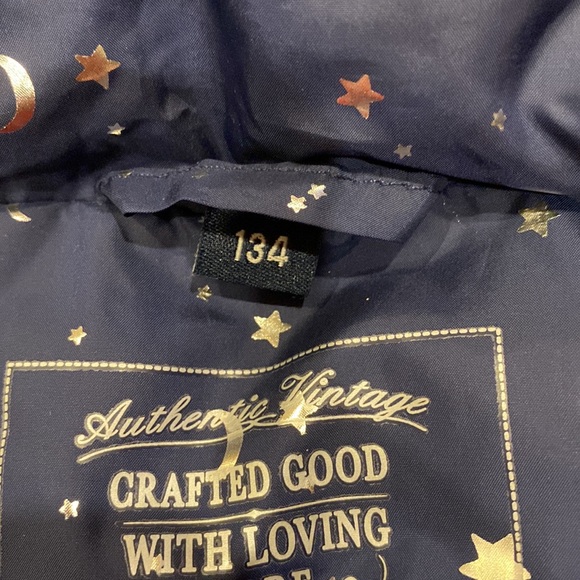 134
Authentic Vintage
CRAFTED GOOD
WITH LOVING